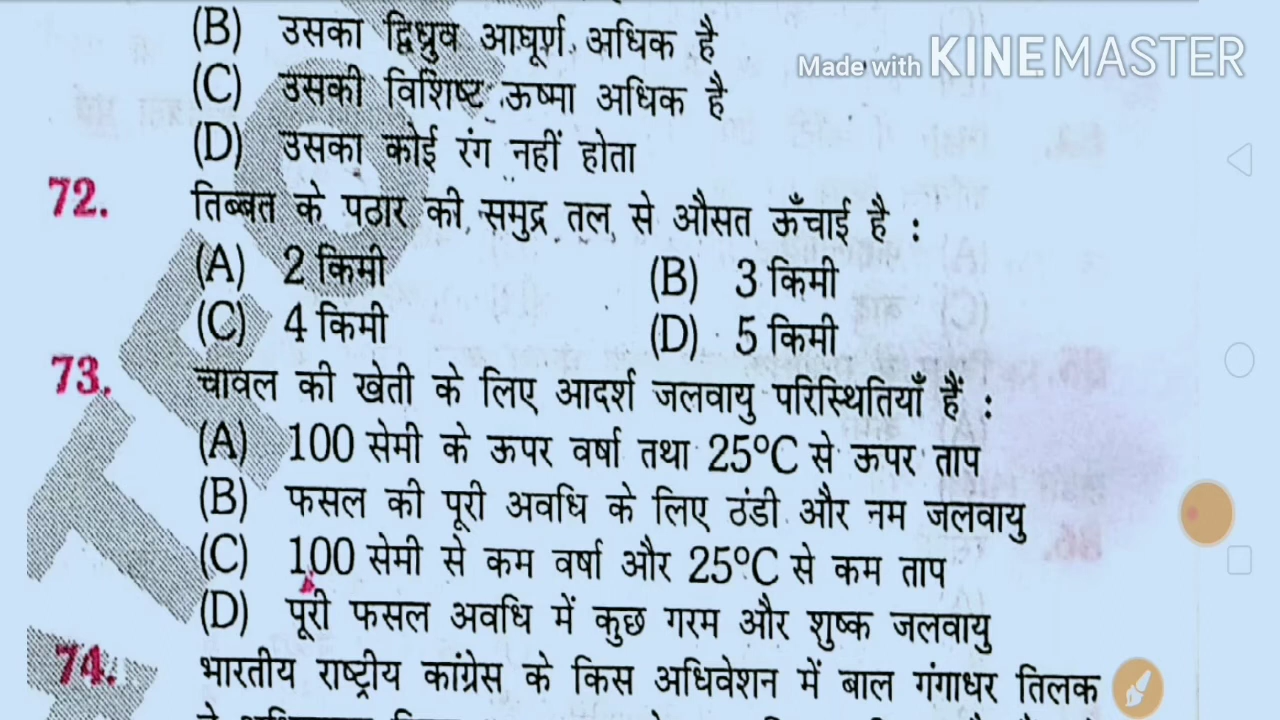 (B) उसका द्विध्रुव आघूर्ण अधिक है
Made with KINEMASTER
(C) उसकी विशिष्ट ऊष्मा अधिक है
(D) उसका कोई रंग नहीं होता
72. तिब्बत के पठार की समुद्र तल से औसत ऊँचाई है :
(A) 2 किमी (B) 3 किमी
(C) 4 किमी (D) 5 किमी
73. चावल की खेती के लिए आदर्श जलवायु परिस्थितियाँ हैं :
(A) 100 सेमी के ऊपर वर्षा तथा 25°C से ऊपर ताप
(B) फसल की पूरी अवधि के लिए ठंडी और नम जलवायु
(C) 100 सेमी से कम वर्षा और 25°C से कम ताप
(D) पूरी फसल अवधि में कुछ गरम और शुष्क जलवायु
74. भारतीय राष्ट्रीय कांग्रेस के किस अधिवेशन में बाल गंगाधर तिलक